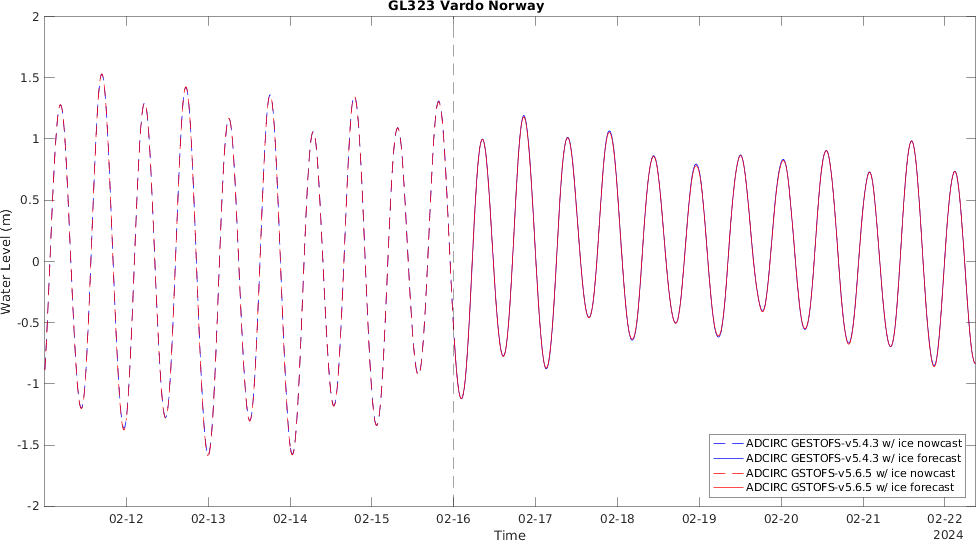 GL323 Vardo Norway
2
1.5
1
0.5
0
-0.5
-1
-1.5
-2
Water Level (m)
02-12 02-13 02-14 02-15 02-16 02-17 02-18 02-19 02-20 02-21 02-22
2024
Time
ADCIRC GESTOFS-v5.4.3 w/ ice nowcast
ADCIRC GESTOFS-v5.4.3 w/ ice forecast
ADCIRC GSTOFS-v5.6.5 w/ ice nowcast
ADCIRC GSTOFS-v5.6.5 w/ ice forecast